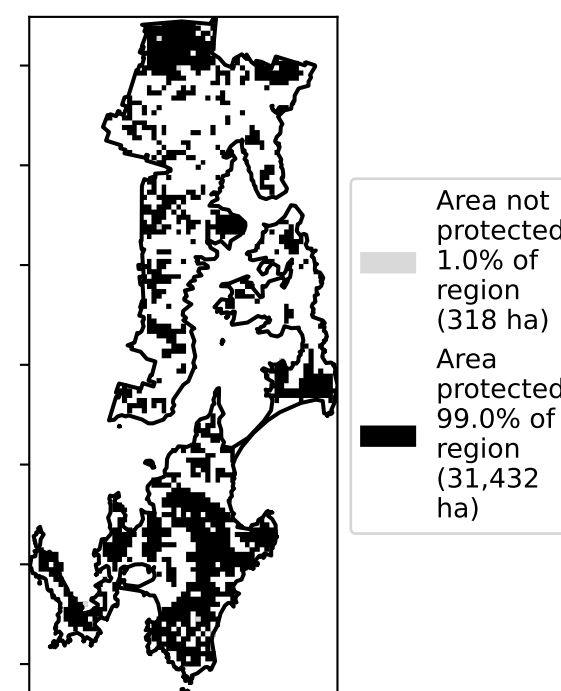 Area not
protected
1.0% of
region
(318 ha)
Area
protected
99.0% of
region
(31,432
ha)